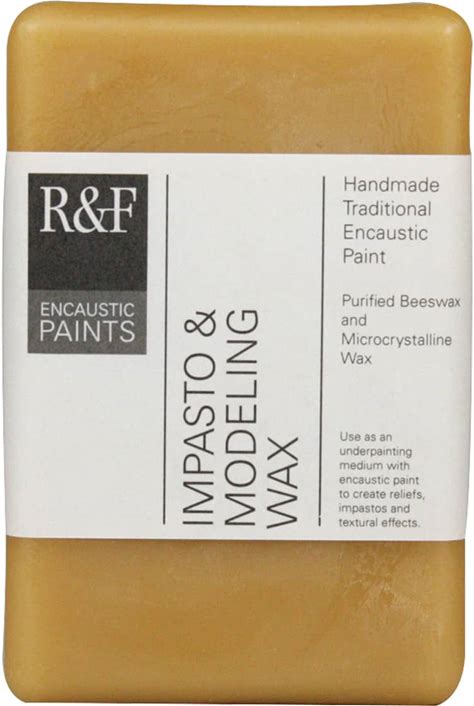 R&F
ENCAUSTIC
PAINTS
IMPASTO &
MODELING
WAX
Handmade
Traditional
Encaustic
Paint
Purified Beeswax
and
Microcrystalline
Wax
Use as an
underpainting
medium with
encaustic paint
to create reliefs,
impastos and
textural effects.